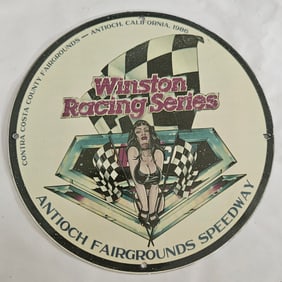 CONTRA COSTA COUNTY FAIRGROUNDS — ANTIOCH, CALIFORNIA, 1986
Winston
Racing Series
ANTIOCH FAIRGROUNDS SPEEDWAY